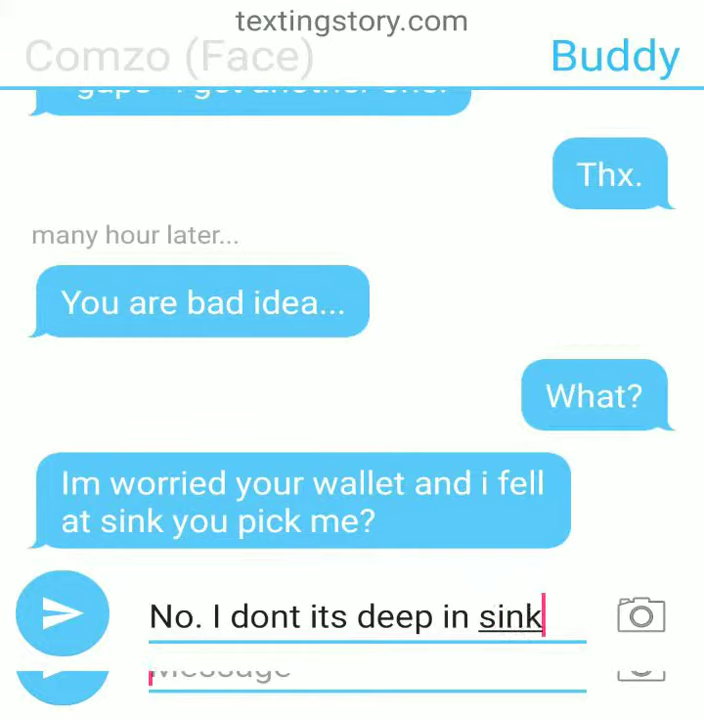 textingstory.com
Comzo (Face)
Buddy
Thx.
many hour later...
You are bad idea...
What?
Im worried your wallet and i fell
at sink you pick me?
No. I dont its deep in sink
Message